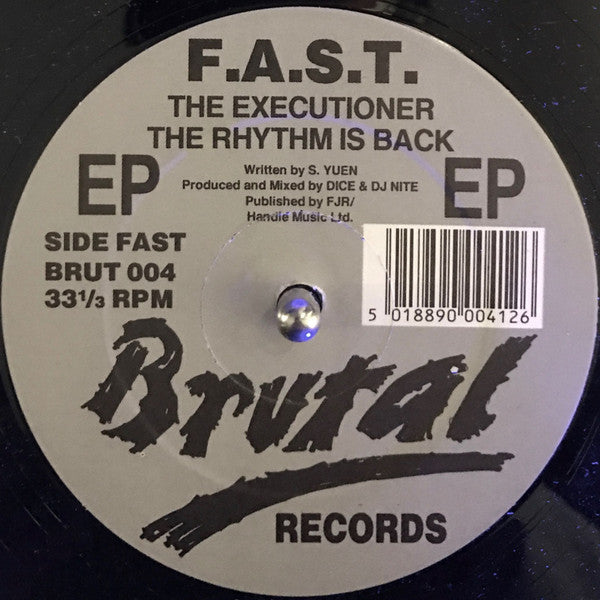 F.A.S.T.
THE EXECUTIONER
THE RHYTHM IS BACK
EP
EP
Written by S. YUEN
Produced and Mixed by DICE & DJ NITE
Published by FJR/
Handle Music Ltd.
SIDE FAST
BRUT 004
33⅓ RPM
5 018890 004126
Brutal
RECORDS